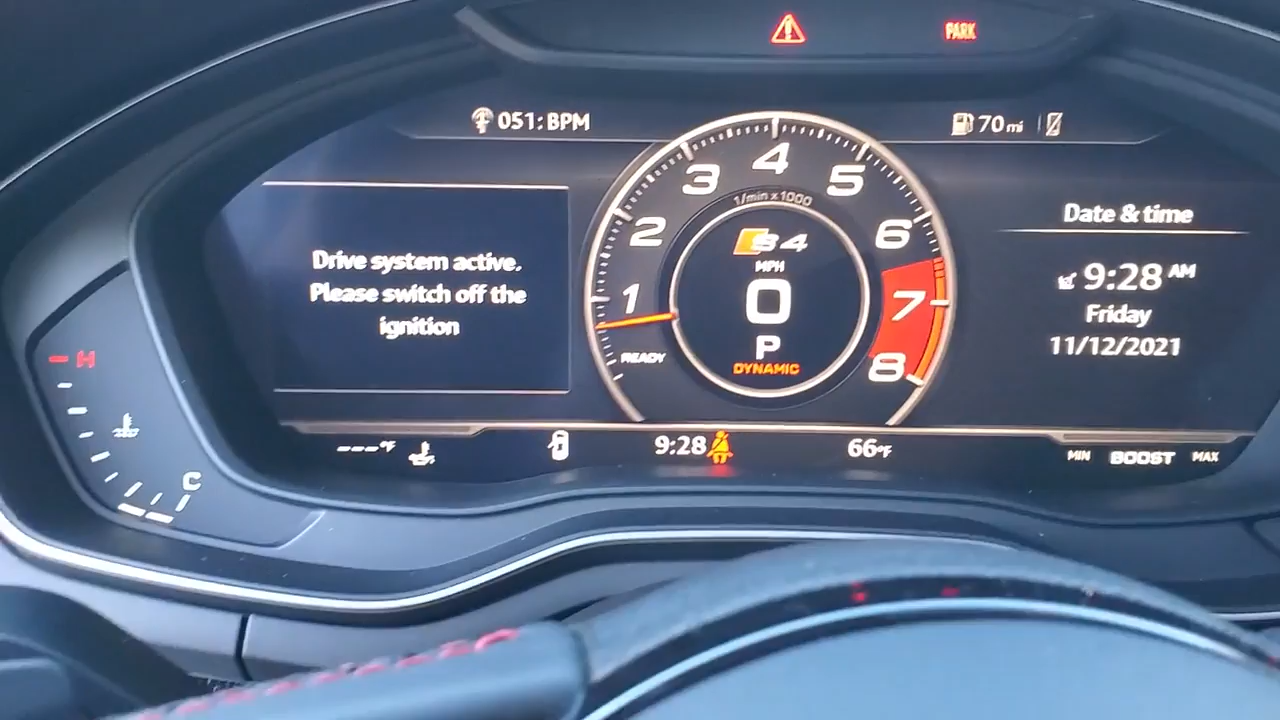 PARK
051: BPM
70 mi
Drive system active.
Please switch off the
ignition
1
2
3
4
5
6
7
8
1/min x 1000
S4
MPH
0
P
DYNAMIC
READY
Date & time
9:28 AM
Friday
11/12/2021
H
C
---°F
9:28
66°F
MIN BOOST MAX